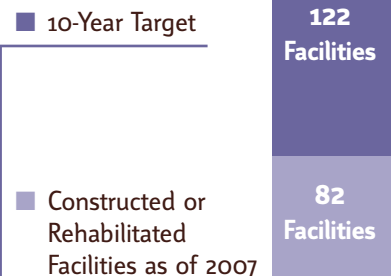 10-Year Target
122
Facilities
Constructed or
Rehabilitated
Facilities as of 2007
82
Facilities